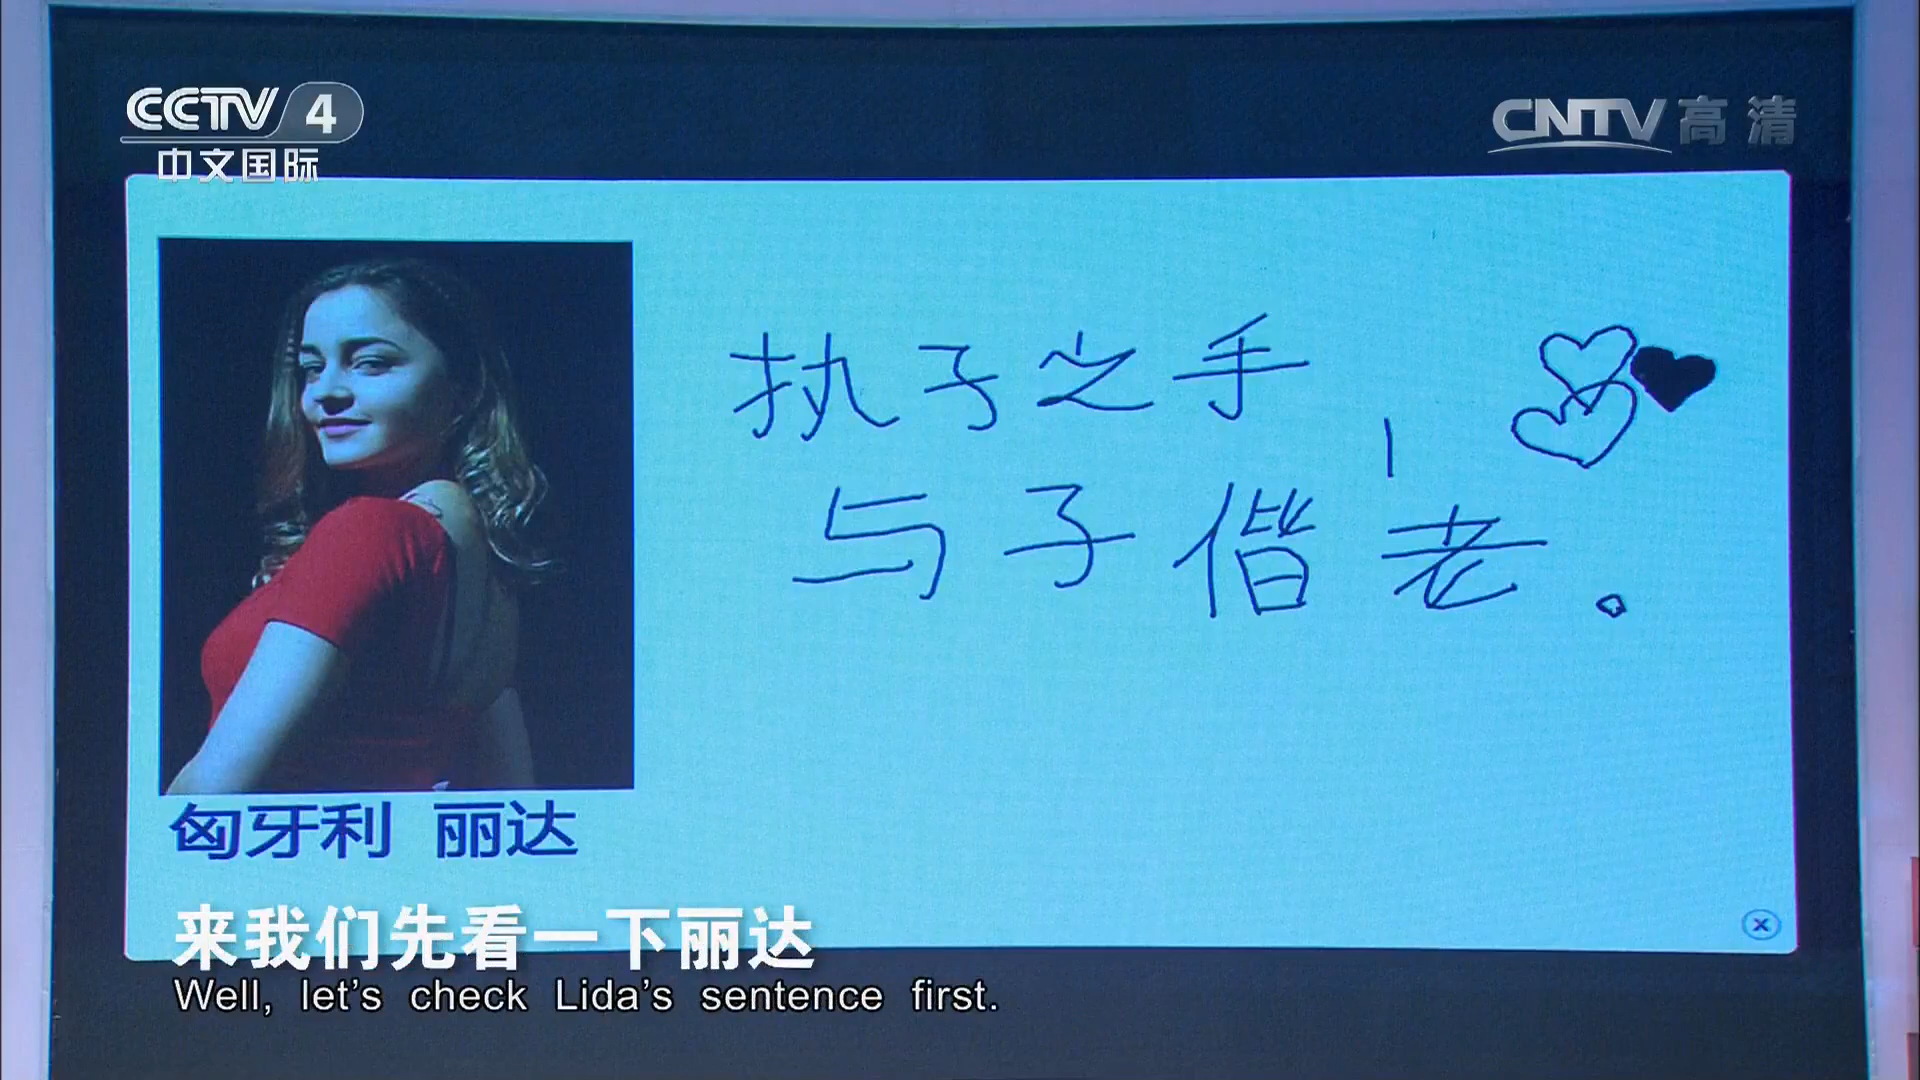 CCTV 4
中文国际
CNTV 高清
执子之手,
与子偕老。
匈牙利 丽达
来我们先看一下丽达
Well, let's check Lida's sentence first.